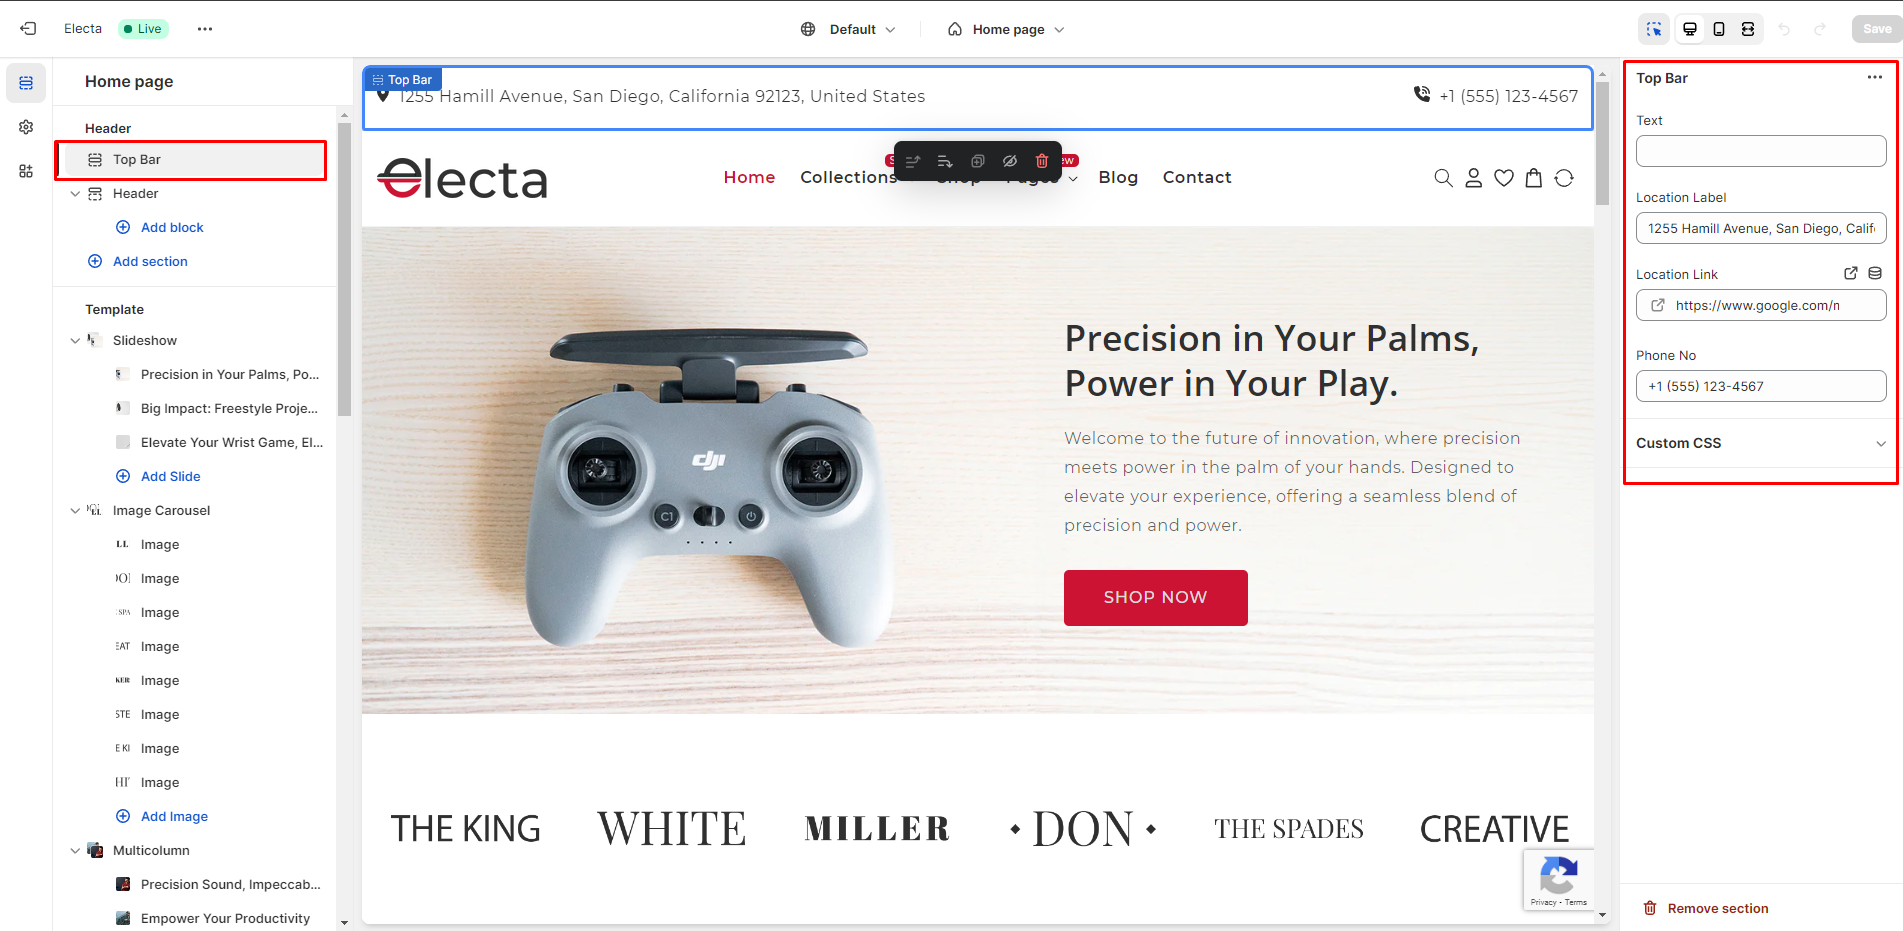 Electa
Live
Default
Home page
Save
Home page
Header
Top Bar
Header
Add block
Add section
Template
Slideshow
Precision in Your Palms, Po...
Big Impact: Freestyle Proje...
Elevate Your Wrist Game, El...
Add Slide
Image Carousel
Image
Image
Image
Image
Image
Image
Image
Image
Add Image
Multicolumn
Precision Sound, Impeccab...
Empower Your Productivity
Top Bar
1255 Hamill Avenue, San Diego, California 92123, United States
+1 (555) 123-4567
electa
Home
Collections
Shop
Pages
Blog
Contact
Precision in Your Palms,
Power in Your Play.
Welcome to the future of innovation, where precision
meets power in the palm of your hands. Designed to
elevate your experience, offering a seamless blend of
precision and power.
SHOP NOW
dji
C1
THE KING
WHITE
MILLER
DON
THE SPADES
CREATIVE
Privacy - Terms
Top Bar
Text
Location Label
1255 Hamill Avenue, San Diego, Calif
Location Link
https://www.google.com/m
Phone No
+1 (555) 123-4567
Custom CSS
Remove section